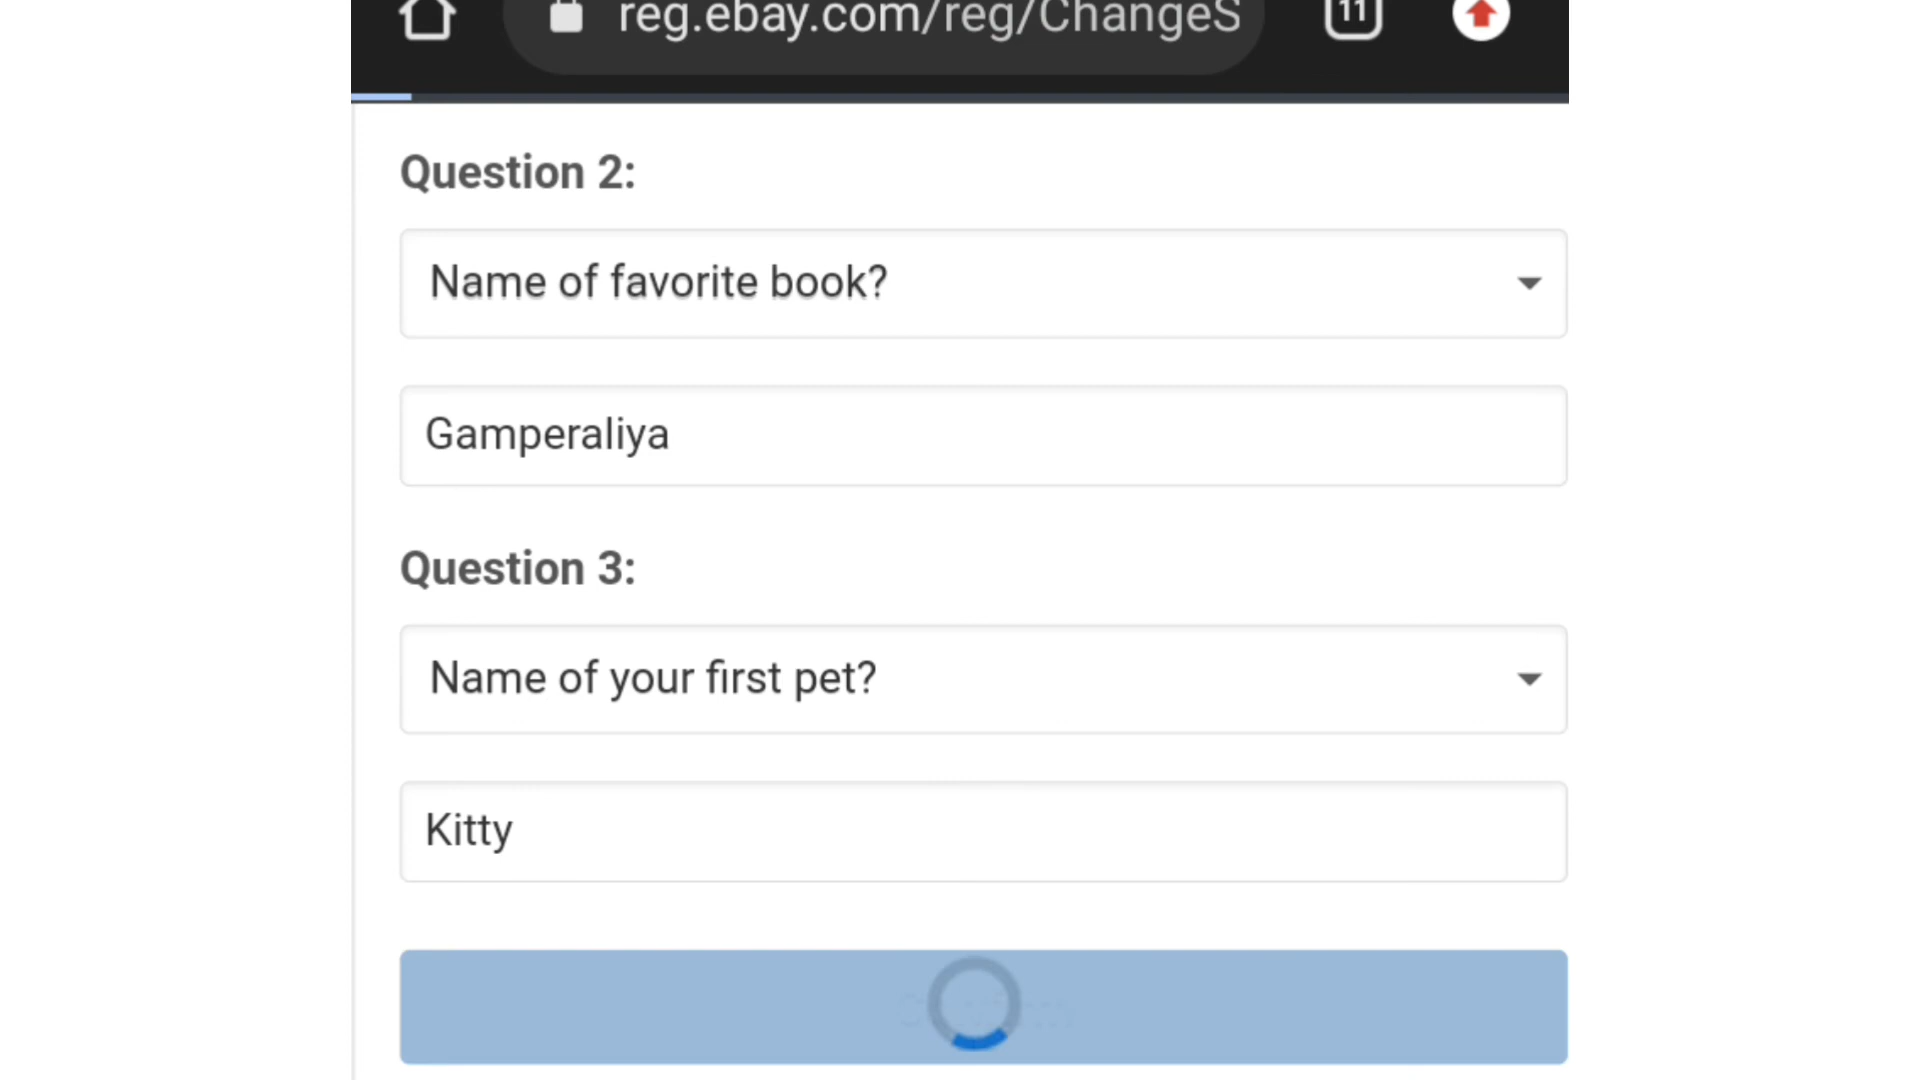 reg.ebay.com/reg/ChangeS
11
Question 2:
Name of favorite book?
Gamperaliya
Question 3:
Name of your first pet?
Kitty